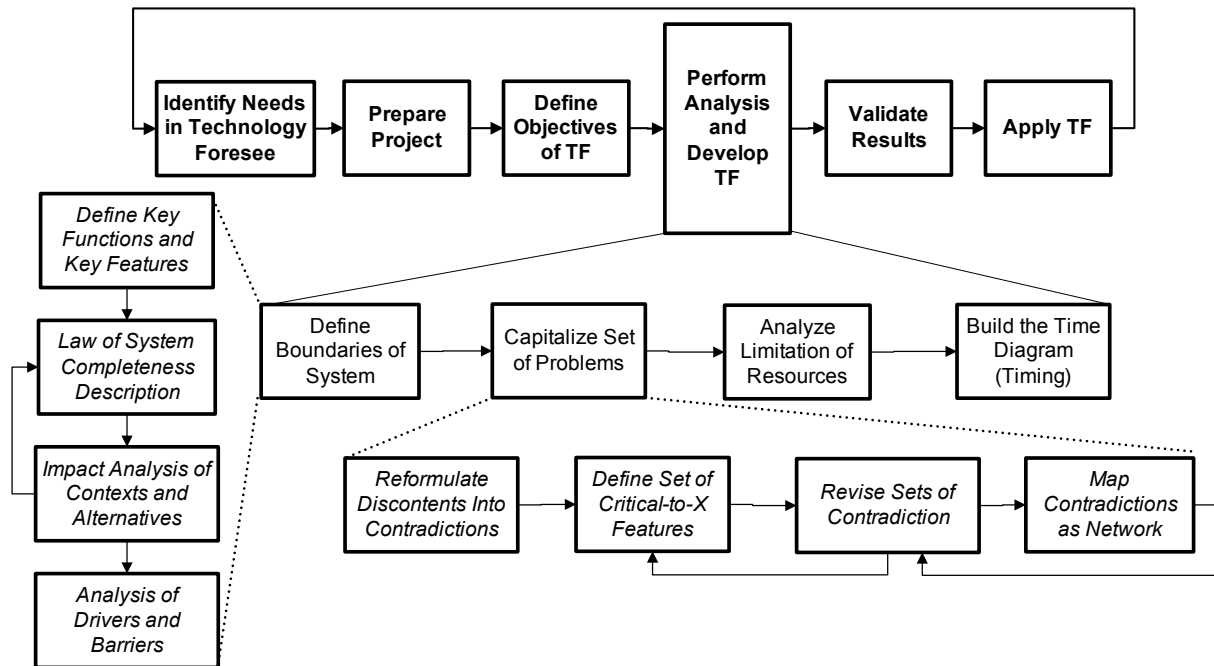 Identify Needs
in Technology
Foresee
Prepare
Project
Define
Objectives
of TF
Perform
Analysis
and
Develop
TF
Validate
Results
Apply TF
Define Key
Functions and
Key Features
Law of System
Completeness
Description
Impact Analysis of
Contexts and
Alternatives
Analysis of
Drivers and
Barriers
Define
Boundaries of
System
Capitalize Set
of Problems
Analyze
Limitation of
Resources
Build the Time
Diagram
(Timing)
Reformulate
Discontents Into
Contradictions
Define Set of
Critical-to-X
Features
Revise Sets of
Contradiction
Map
Contradictions
as Network